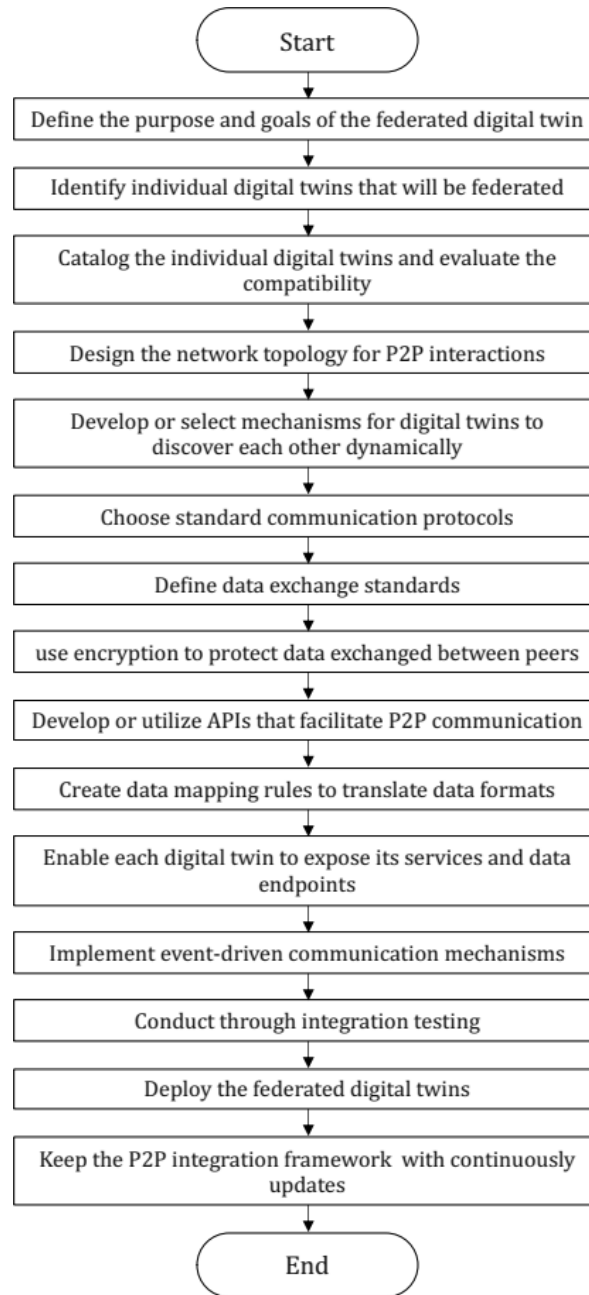 Start
Define the purpose and goals of the federated digital twin
Identify individual digital twins that will be federated
Catalog the individual digital twins and evaluate the
compatibility
Design the network topology for P2P interactions
Develop or select mechanisms for digital twins to
discover each other dynamically
Choose standard communication protocols
Define data exchange standards
use encryption to protect data exchanged between peers
Develop or utilize APIs that facilitate P2P communication
Create data mapping rules to translate data formats
Enable each digital twin to expose its services and data
endpoints
Implement event-driven communication mechanisms
Conduct through integration testing
Deploy the federated digital twins
Keep the P2P integration framework with continuously
updates
End